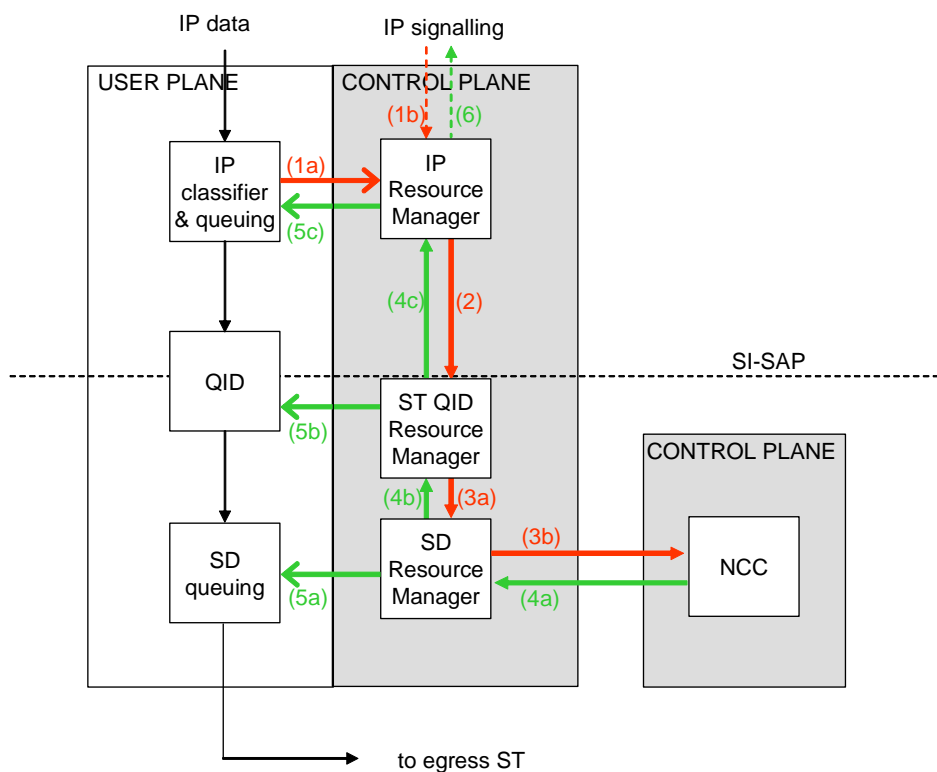 IP data
IP signalling
USER PLANE
CONTROL PLANE
(1b)
(6)
IP
classifier
& queuing
(1a)
(5c)
IP
Resource
Manager
(4c)
(2)
SI-SAP
QID
(5b)
ST QID
Resource
Manager
CONTROL PLANE
(4b)
(3a)
SD
queuing
(5a)
SD
Resource
Manager
(3b)
(4a)
NCC
to egress ST